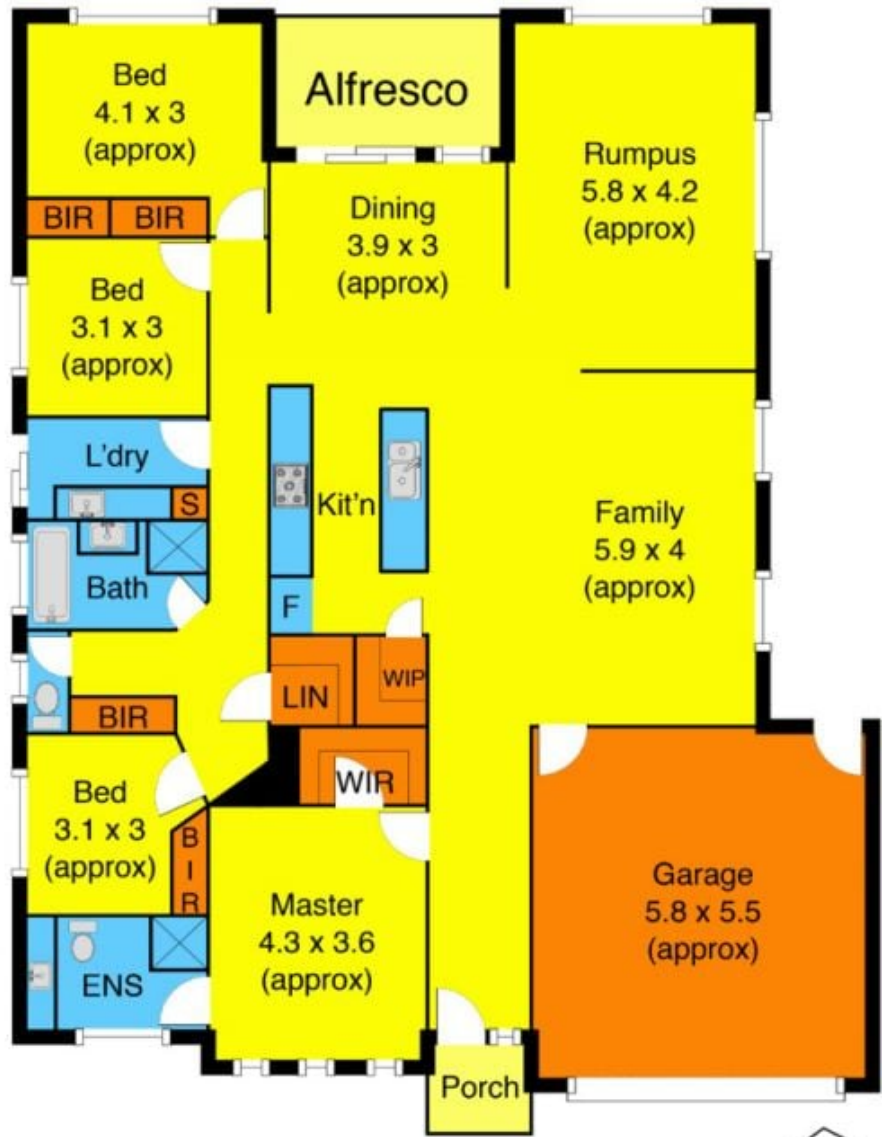 Bed
4.1 x 3
(approx)
Alfresco
Rumpus
5.8 x 4.2
(approx)
BIR
BIR
Dining
3.9 x 3
(approx)
Bed
3.1 x 3
(approx)
L'dry
S
Kit'n
Family
5.9 x 4
(approx)
Bath
F
LIN
WIP
BIR
WIR
Bed
3.1 x 3
(approx)
B
I
R
Master
4.3 x 3.6
(approx)
Garage
5.8 x 5.5
(approx)
ENS
Porch